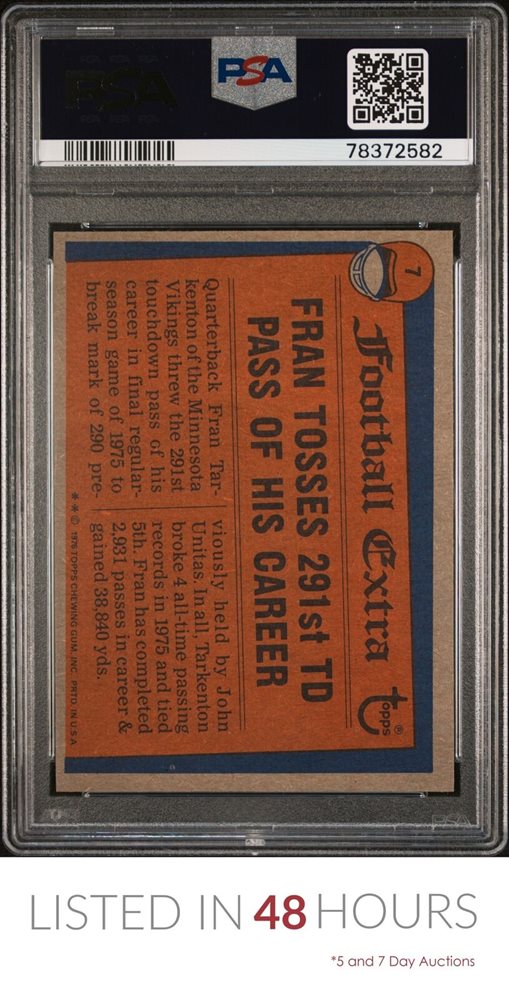 PSA
78372582
7
Football Extra
topps®
FRAN TOSSES 291st TD
PASS OF HIS CAREER
Quarterback Fran Tar-
kenton of the Minnesota
Vikings threw the 291st
touchdown pass of his
career in final regular-
season game of 1975 to
break mark of 290 pre-
viously held by John
Unitas. In all, Tarkenton
broke 4 all-time passing
records in 1975 and tied
5th. Fran has completed
2,931 passes in career &
gained 38,840 yds.
**© 1976 TOPPS CHEWING GUM, INC. PRTD. IN U.S.A
PSA
LISTED IN 48 HOURS
*5 and 7 Day Auctions